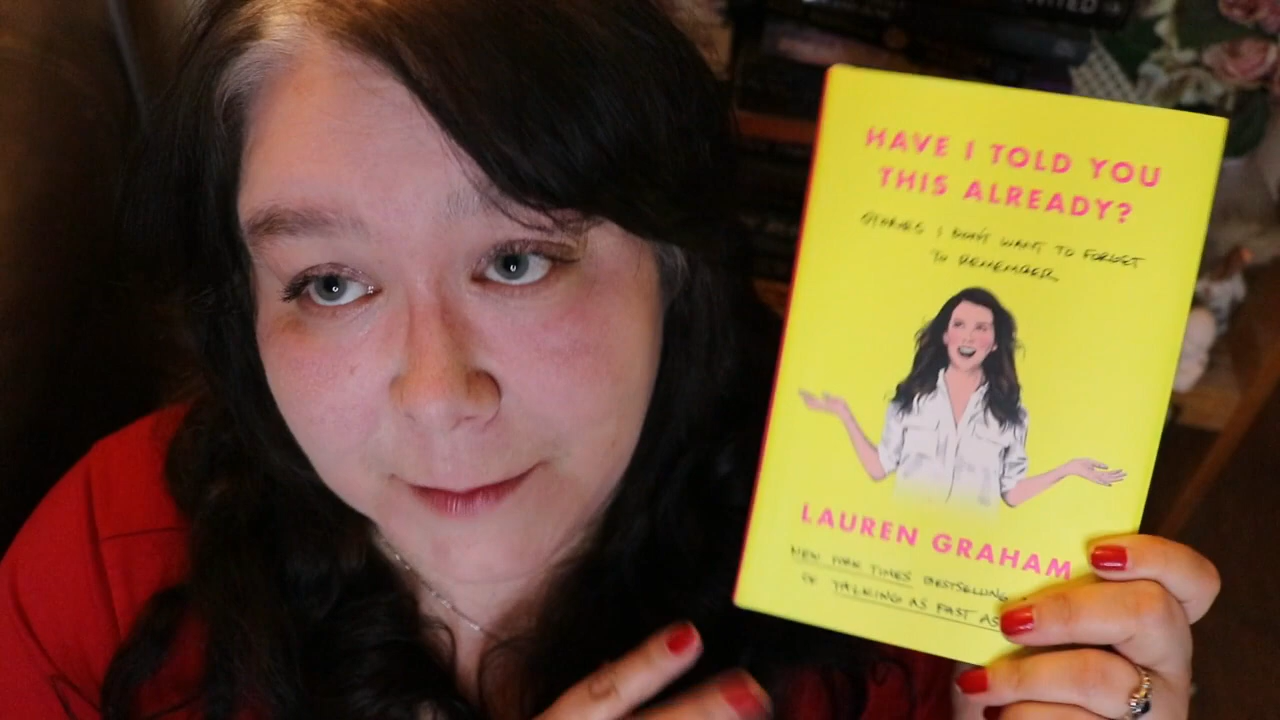 HAVE I TOLD YOU
THIS ALREADY?
STORIES I DON'T WANT TO FORGET
TO REMEMBER
LAUREN GRAHAM
NEW YORK TIMES BESTSELLING
OF TALKING AS FAST AS